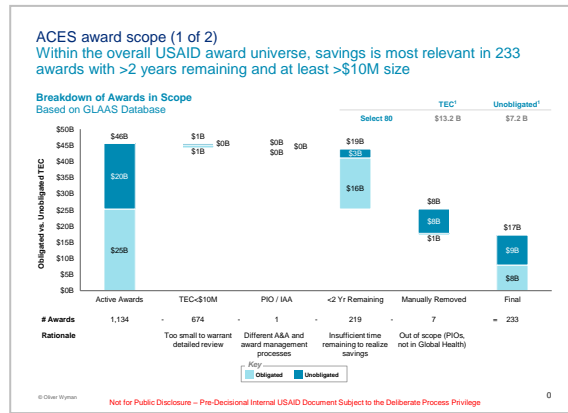 ACES award scope (1 of 2)
Within the overall USAID award universe, savings is most relevant in 233
awards with >2 years remaining and at least >$10M size
Breakdown of Awards in Scope
Based on GLAAS Database
TEC¹ Unobligated¹
Select 80 $13.2 B $7.2 B
Obligated vs. Unobligated TEC
$50B
$45B
$40B
$35B
$30B
$25B
$20B
$15B
$10B
$5B
$0B
$46B
$20B
$25B
$1B
$0B
$1B
$0B
$0B
$0B
$19B
$3B
$16B
$8B
$8B
$1B
$17B
$9B
$8B
Active Awards TEC<$10M PIO / IAA <2 Yr Remaining Manually Removed Final
# Awards 1,134 - 674 - 1 - 219 - 7 = 233
Rationale Too small to warrant Different A&A and Insufficient time Out of scope (PIOs,
detailed review award management remaining to realize not in Global Health)
processes savings
Key
Obligated Unobligated
© Oliver Wyman
Not for Public Disclosure – Pre-Decisional Internal USAID Document Subject to the Deliberate Process Privilege
0